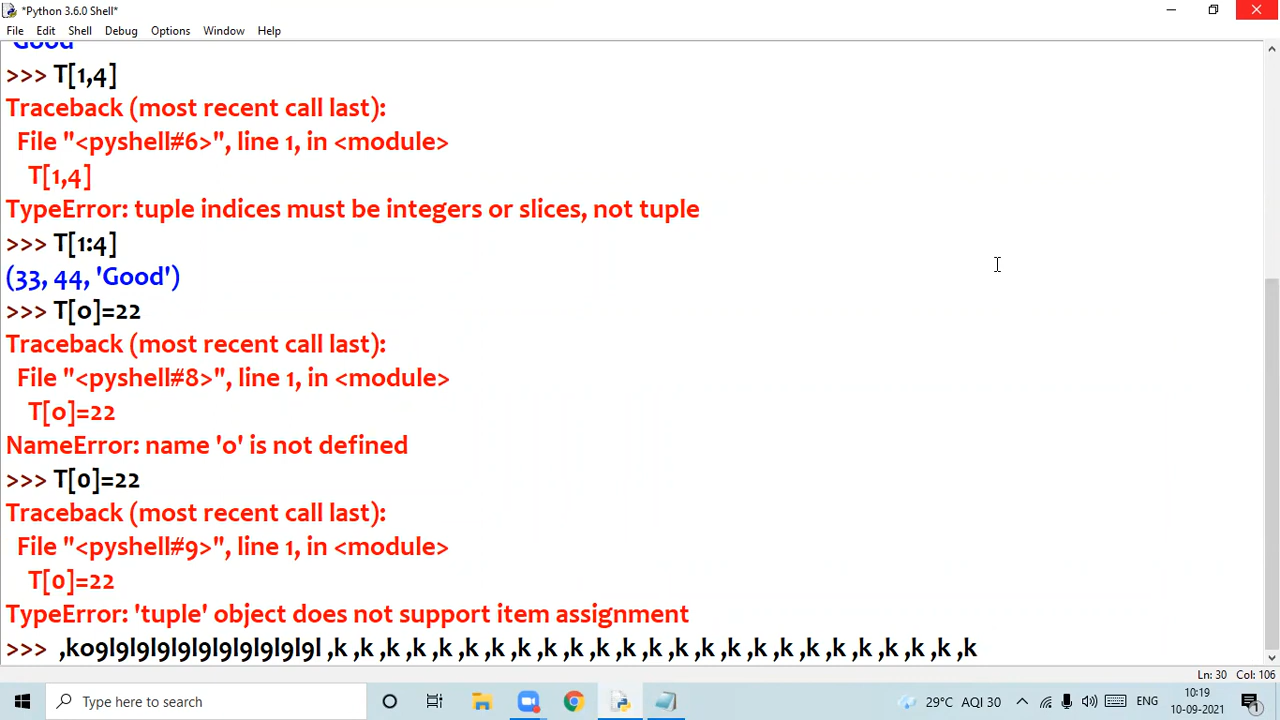 *Python 3.6.0 Shell*
File Edit Shell Debug Options Window Help
'Good'
>>> T[1,4]
Traceback (most recent call last):
File "<pyshell#6>", line 1, in <module>
T[1,4]
TypeError: tuple indices must be integers or slices, not tuple
>>> T[1:4]
(33, 44, 'Good')
>>> T[o]=22
Traceback (most recent call last):
File "<pyshell#8>", line 1, in <module>
T[o]=22
NameError: name 'o' is not defined
>>> T[0]=22
Traceback (most recent call last):
File "<pyshell#9>", line 1, in <module>
T[0]=22
TypeError: 'tuple' object does not support item assignment
>>> ,ko9l9l9l9l9l9l9l9l9l9l9l ,k ,k ,k ,k ,k ,k ,k ,k ,k ,k ,k ,k ,k ,k ,k ,k ,k ,k ,k ,k ,k ,k ,k ,k ,k
Ln: 30 Col: 106
Type here to search
29°C AQI 30
ENG
10:19
10-09-2021
1